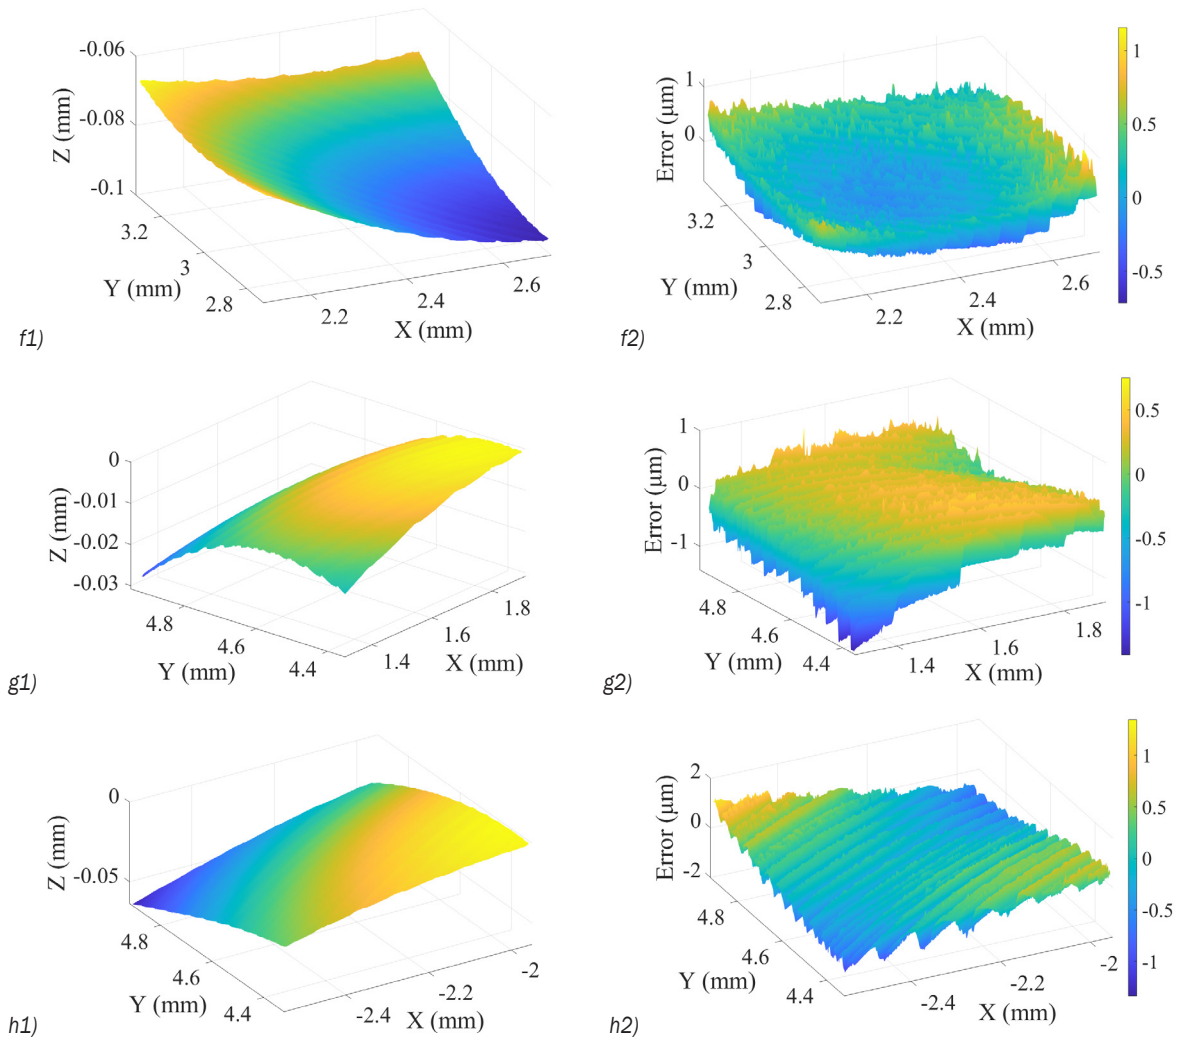 -0.06
-0.08
-0.1
Z (mm)
3.2
3
2.8
Y (mm)
2.2
2.4
2.6
X (mm)
f1)
1
0
Error (μm)
3.2
3
2.8
Y (mm)
2.2
2.4
2.6
X (mm)
1
0.5
0
-0.5
f2)
0
-0.01
-0.02
-0.03
Z (mm)
4.8
4.6
4.4
Y (mm)
1.4
1.6
1.8
X (mm)
g1)
1
0
-1
Error (μm)
4.8
4.6
4.4
Y (mm)
1.4
1.6
1.8
X (mm)
0.5
0
-0.5
-1
g2)
0
-0.05
Z (mm)
4.8
4.6
4.4
Y (mm)
-2.4
-2.2
-2
X (mm)
h1)
2
0
-2
Error (μm)
4.8
4.6
4.4
Y (mm)
-2.4
-2.2
-2
X (mm)
1
0.5
0
-0.5
-1
h2)